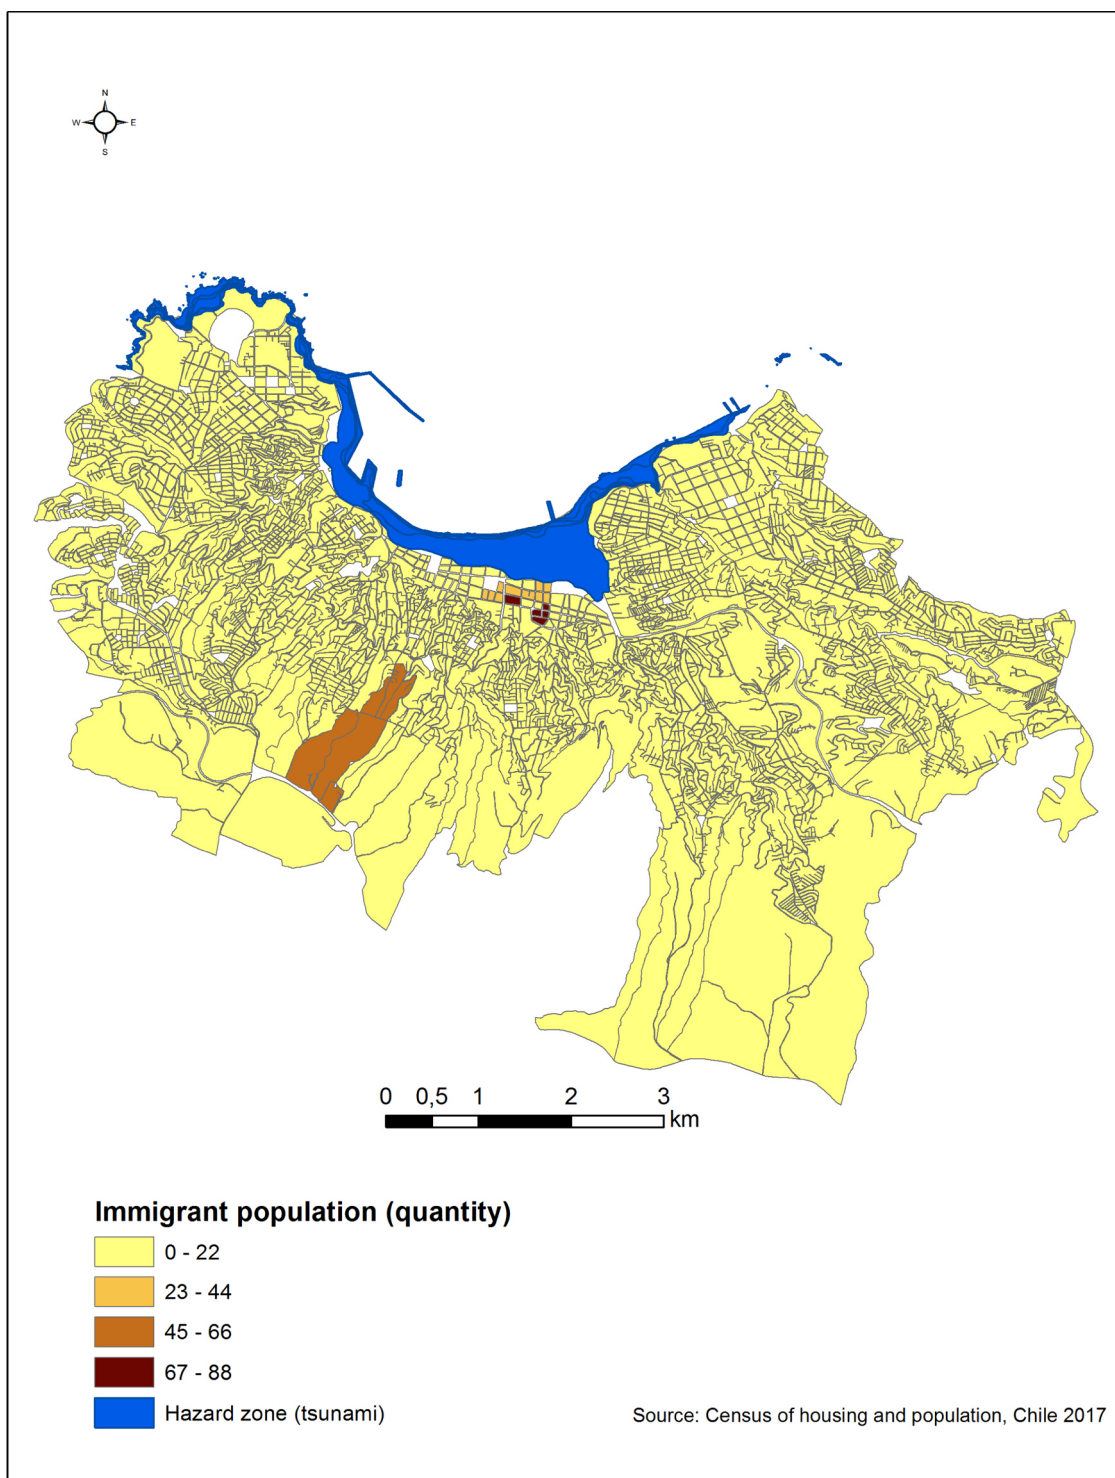 N
W E
S
0 0,5 1 2 3
km
Immigrant population (quantity)
0 - 22
23 - 44
45 - 66
67 - 88
Hazard zone (tsunami)
Source: Census of housing and population, Chile 2017